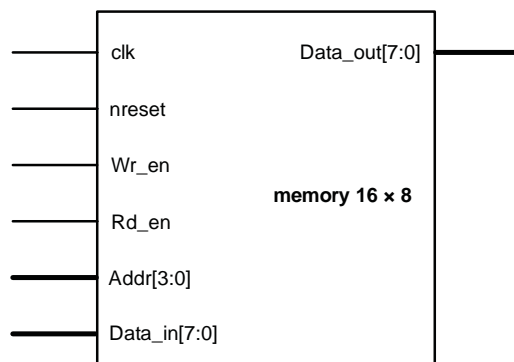 clk Data_out[7:0]
nreset
Wr_en
memory 16 × 8
Rd_en
Addr[3:0]
Data_in[7:0]